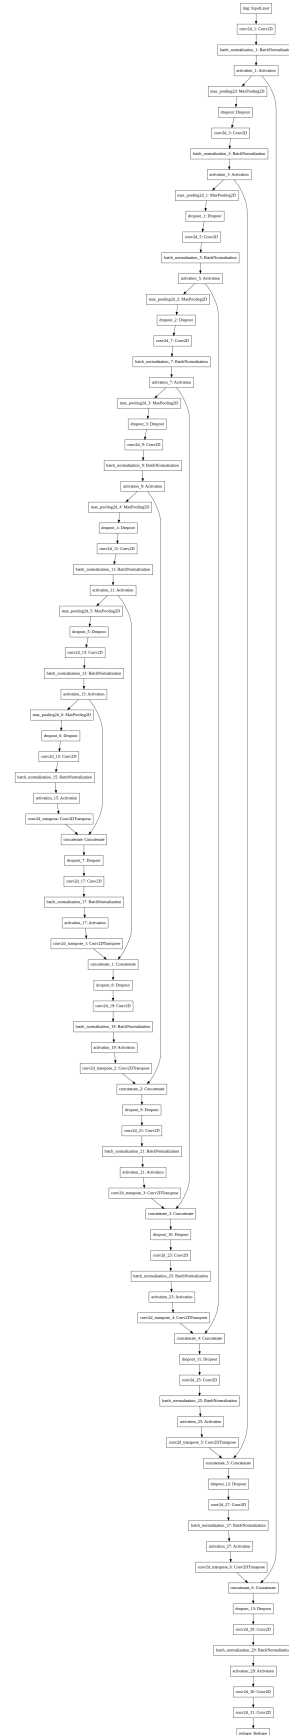 img: InputLayer
conv2d_1: Conv2D
batch_normalization_1: BatchNormalization
activation_1: Activation
max_pooling2d: MaxPooling2D
dropout: Dropout
conv2d_3: Conv2D
batch_normalization_3: BatchNormalization
activation_3: Activation
max_pooling2d_1: MaxPooling2D
dropout_1: Dropout
conv2d_5: Conv2D
batch_normalization_5: BatchNormalization
activation_5: Activation
max_pooling2d_2: MaxPooling2D
dropout_2: Dropout
conv2d_7: Conv2D
batch_normalization_7: BatchNormalization
activation_7: Activation
max_pooling2d_3: MaxPooling2D
dropout_3: Dropout
conv2d_9: Conv2D
batch_normalization_9: BatchNormalization
activation_9: Activation
max_pooling2d_4: MaxPooling2D
dropout_4: Dropout
conv2d_11: Conv2D
batch_normalization_11: BatchNormalization
activation_11: Activation
max_pooling2d_5: MaxPooling2D
dropout_5: Dropout
conv2d_13: Conv2D
batch_normalization_13: BatchNormalization
activation_13: Activation
max_pooling2d_6: MaxPooling2D
dropout_6: Dropout
conv2d_15: Conv2D
batch_normalization_15: BatchNormalization
activation_15: Activation
conv2d_transpose: Conv2DTranspose
concatenate: Concatenate
dropout_7: Dropout
conv2d_17: Conv2D
batch_normalization_17: BatchNormalization
activation_17: Activation
conv2d_transpose_1: Conv2DTranspose
concatenate_1: Concatenate
dropout_8: Dropout
conv2d_19: Conv2D
batch_normalization_19: BatchNormalization
activation_19: Activation
conv2d_transpose_2: Conv2DTranspose
concatenate_2: Concatenate
dropout_9: Dropout
conv2d_21: Conv2D
batch_normalization_21: BatchNormalization
activation_21: Activation
conv2d_transpose_3: Conv2DTranspose
concatenate_3: Concatenate
dropout_10: Dropout
conv2d_23: Conv2D
batch_normalization_23: BatchNormalization
activation_23: Activation
conv2d_transpose_4: Conv2DTranspose
concatenate_4: Concatenate
dropout_11: Dropout
conv2d_25: Conv2D
batch_normalization_25: BatchNormalization
activation_25: Activation
conv2d_transpose_5: Conv2DTranspose
concatenate_5: Concatenate
dropout_12: Dropout
conv2d_27: Conv2D
batch_normalization_27: BatchNormalization
activation_27: Activation
conv2d_transpose_6: Conv2DTranspose
concatenate_6: Concatenate
dropout_13: Dropout
conv2d_29: Conv2D
batch_normalization_29: BatchNormalization
activation_29: Activation
conv2d_30: Conv2D
conv2d_31: Conv2D
reshape: Reshape